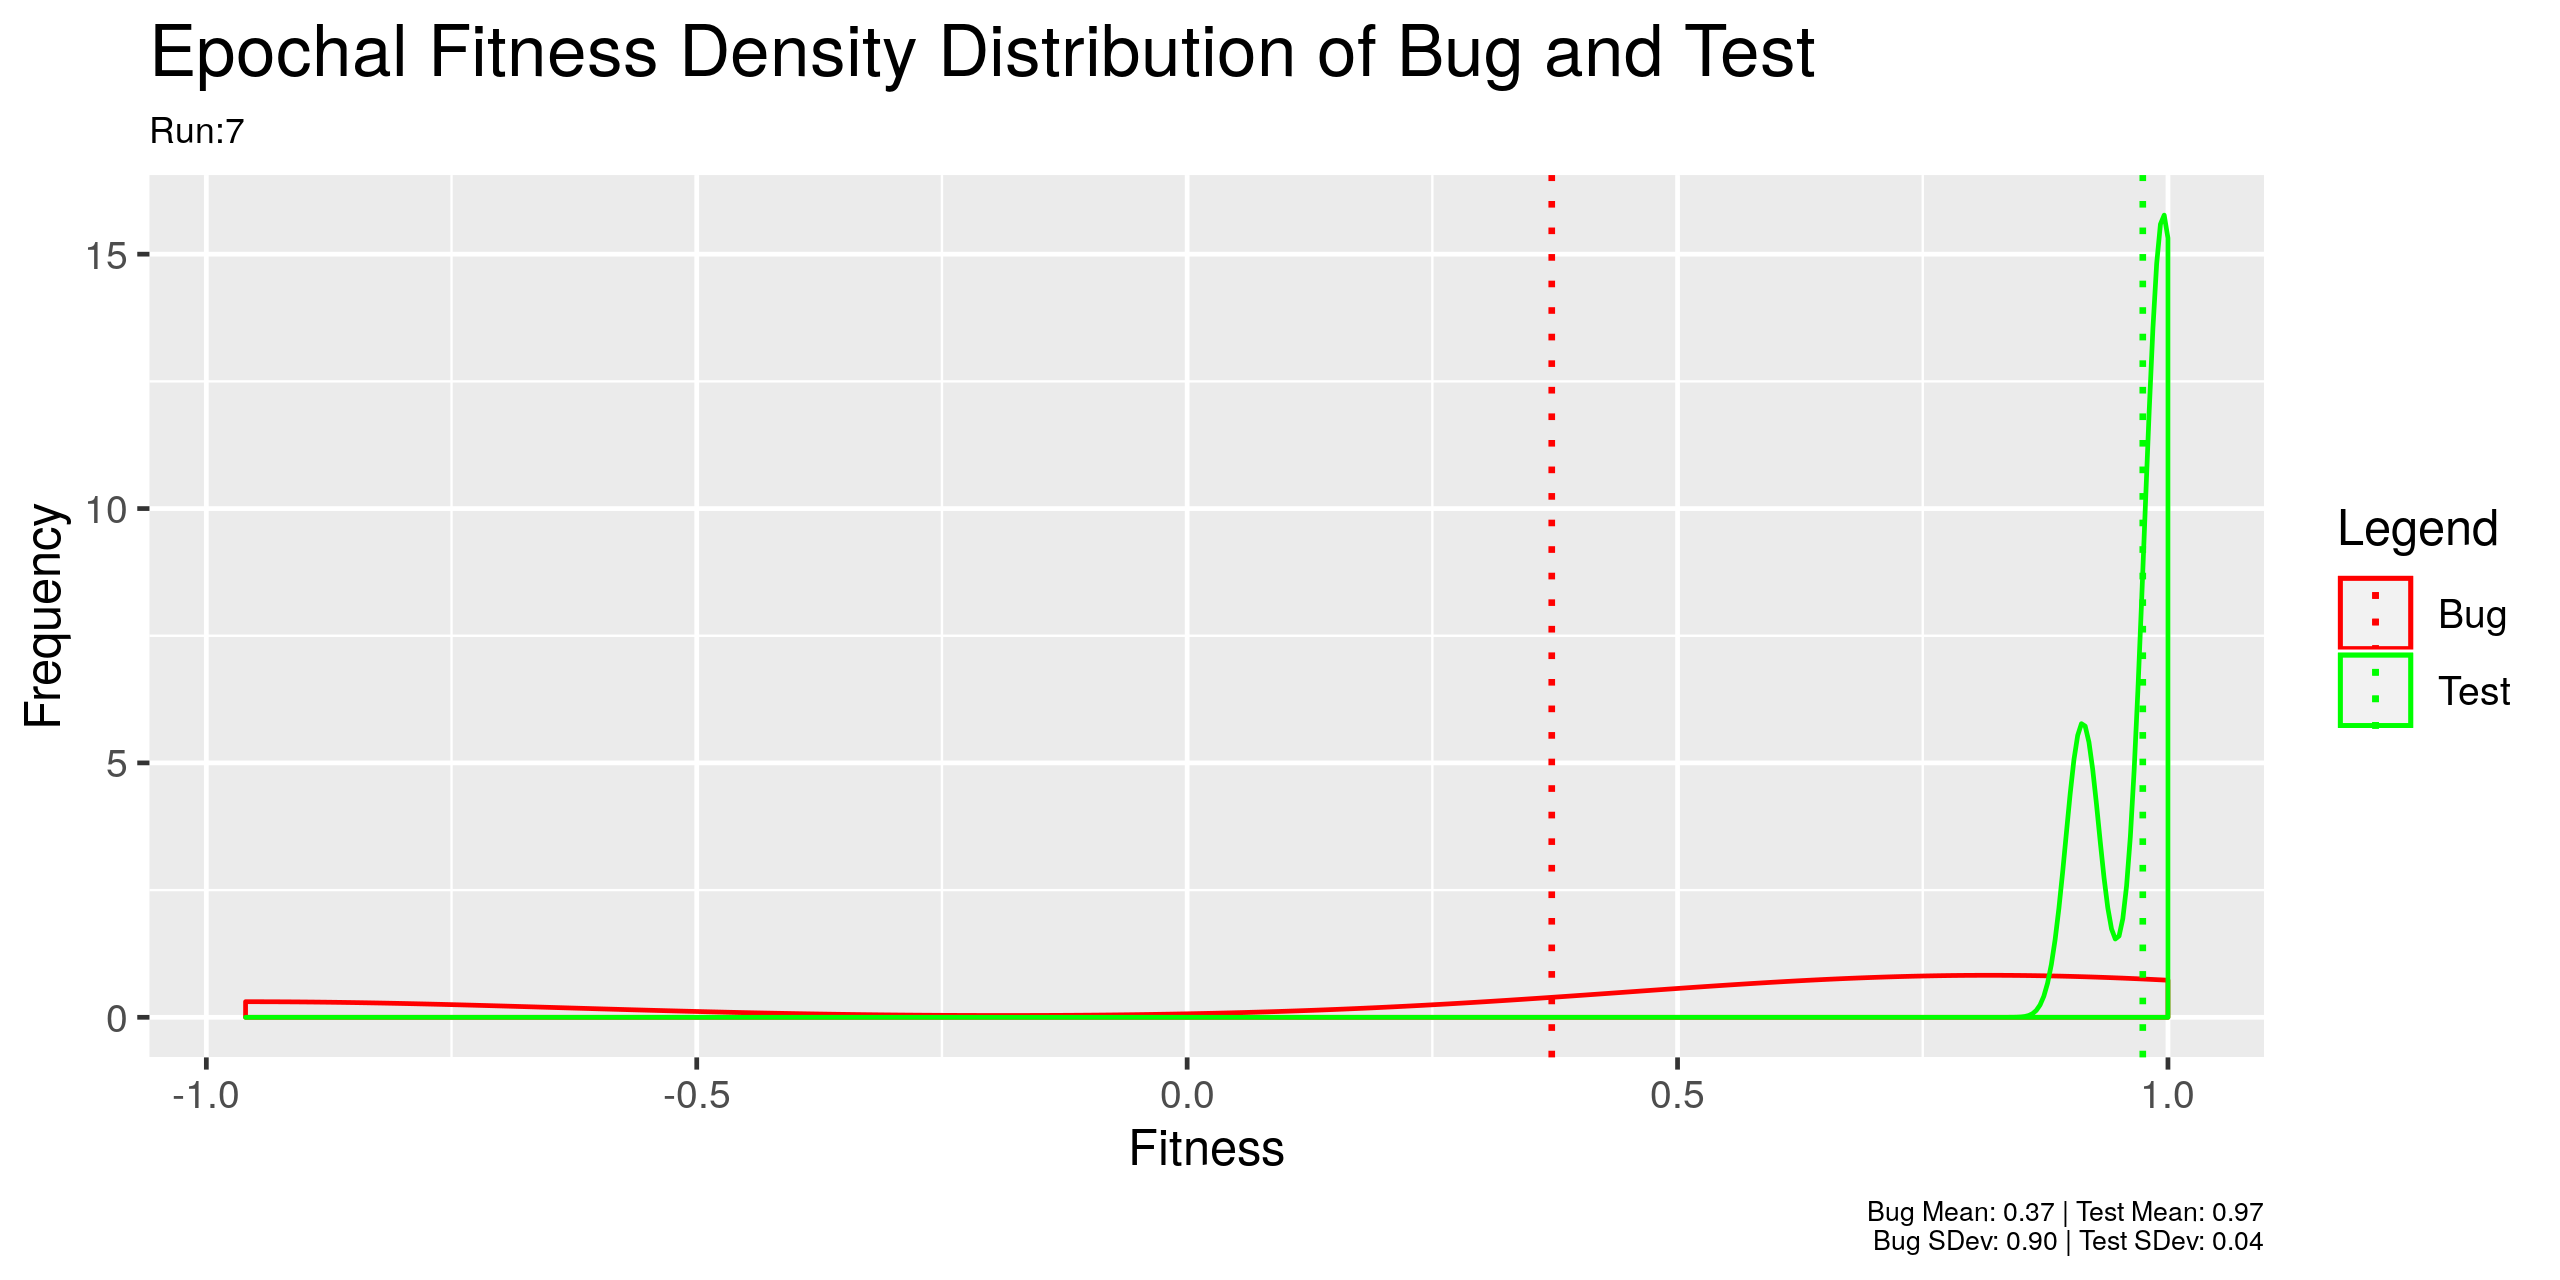 Epochal Fitness Density Distribution of Bug and Test
Run:7
15
10
5
0
Frequency
-1.0 -0.5 0.0 0.5 1.0
Fitness
Legend
Bug
Test
Bug Mean: 0.37 | Test Mean: 0.97
Bug SDev: 0.90 | Test SDev: 0.04